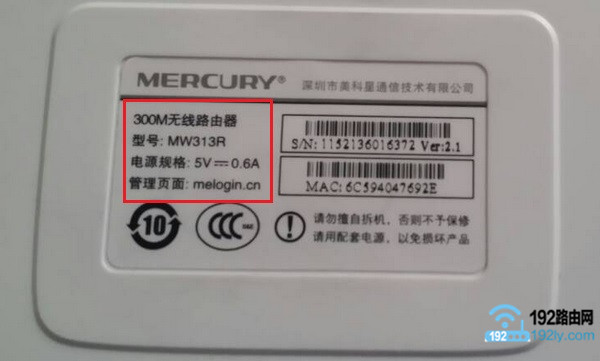 MERCURY® 深圳市美科星通信技术有限公司
300M无线路由器
型号: MW313R
电源规格: 5V⎓0.6A
管理页面: melogin.cn
S/N: 1152136016372 Ver:2.1
MAC: 6C594047692E
10
CCC
S&E
! 请勿擅自拆机，否则不予保修
请用配套电源，以免损坏产品
192路由网
192ly.com
192